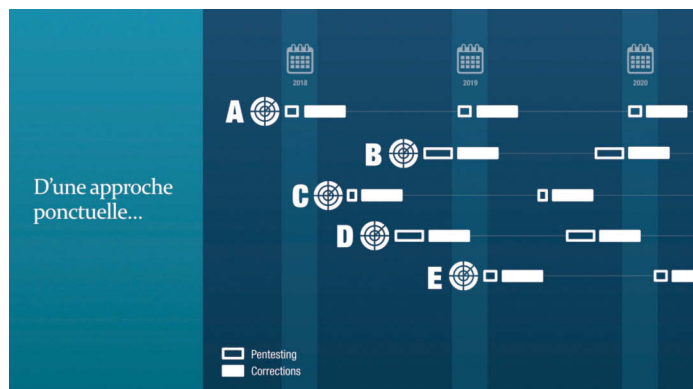 2018
2019
2020
A
B
C
D
E
D'une approche
ponctuelle...
Pentesting
Corrections